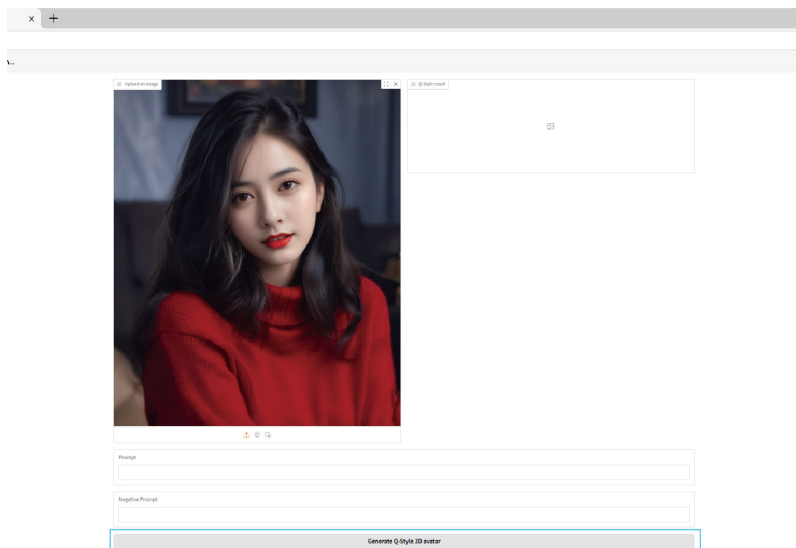 Upload an image
Q-Style result
Prompt
Negative Prompt
Generate Q-Style 3D avatar